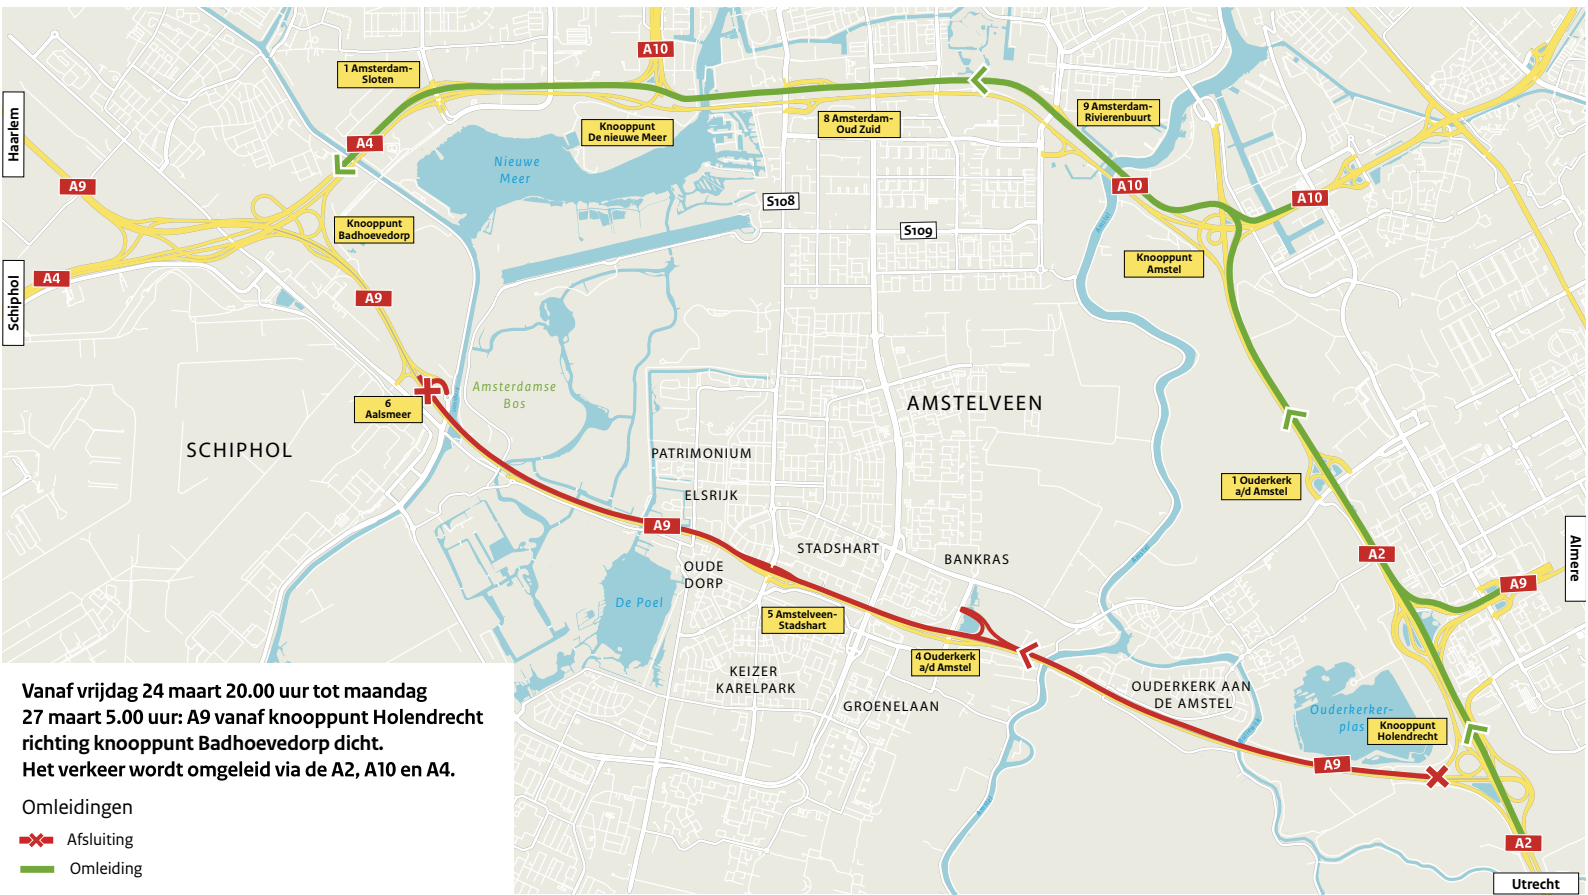 A10
1 Amsterdam-
Sloten
Haarlem
A4
Knooppunt
De nieuwe Meer
8 Amsterdam-
Oud Zuid
9 Amsterdam-
Rivierenbuurt
Nieuwe
Meer
A9
A10
A10
S108
S109
Amstel
Knooppunt
Badhoevedorp
Knooppunt
Amstel
Schiphol
A4
A9
Amsterdamse
Bos
6
Aalsmeer
AMSTELVEEN
SCHIPHOL
PATRIMONIUM
ELSRIJK
1 Ouderkerk
a/d Amstel
A9
STADSHART
BANKRAS
Amstel
A2
Almere
OUDE
DORP
A9
De Poel
5 Amstelveen-
Stadshart
4 Ouderkerk
a/d Amstel
KEIZER
KARELPARK
GROENELAAN
OUDERKERK AAN
DE AMSTEL
Ouderkerker-
plas
Knooppunt
Holendrecht
A9
Amstel
A2
Utrecht
Vanaf vrijdag 24 maart 20.00 uur tot maandag
27 maart 5.00 uur: A9 vanaf knooppunt Holendrecht
richting knooppunt Badhoevedorp dicht.
Het verkeer wordt omgeleid via de A2, A10 en A4.
Omleidingen
Afsluiting
Omleiding